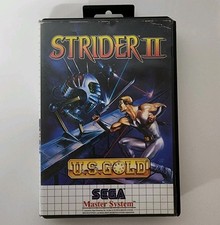 STRIDER II
U.S. GOLD
SEGA
Master System